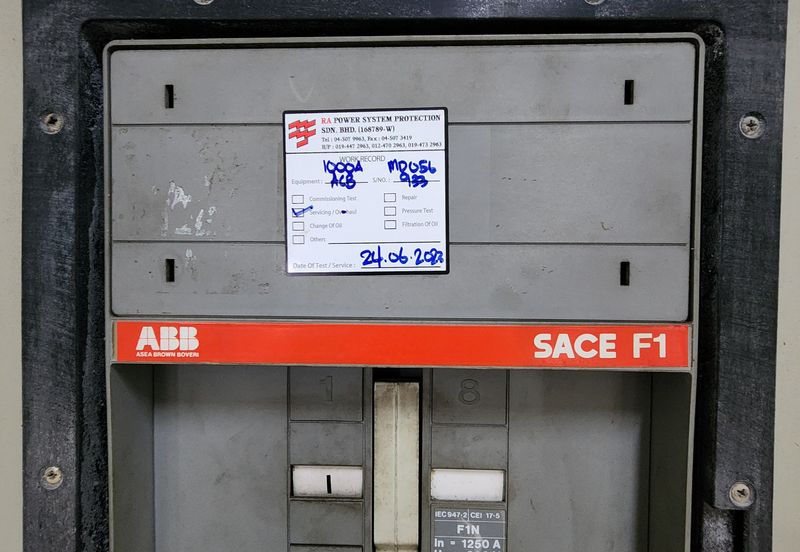 RA POWER SYSTEM PROTECTION
SDN. BHD. (168789-W)
Tel : 04-507 9963, Fax : 04-507 3419
H/P : 019-447 2963, 012-470 2963, 019-473 2963
WORK RECORD
Equipment : 1000A ACB S/NO. : MD056 933
Commissioning Test Repair
Servicing / Overhaul Pressure Test
Change Of Oil Filtration Of Oil
Others
Date Of Test / Service : 24.06.2023
ABB SACE F1
ASEA BROWN BOVERI
1 8
I
IEC 947-2 CEI 17-5
F1N
In = 1250 A